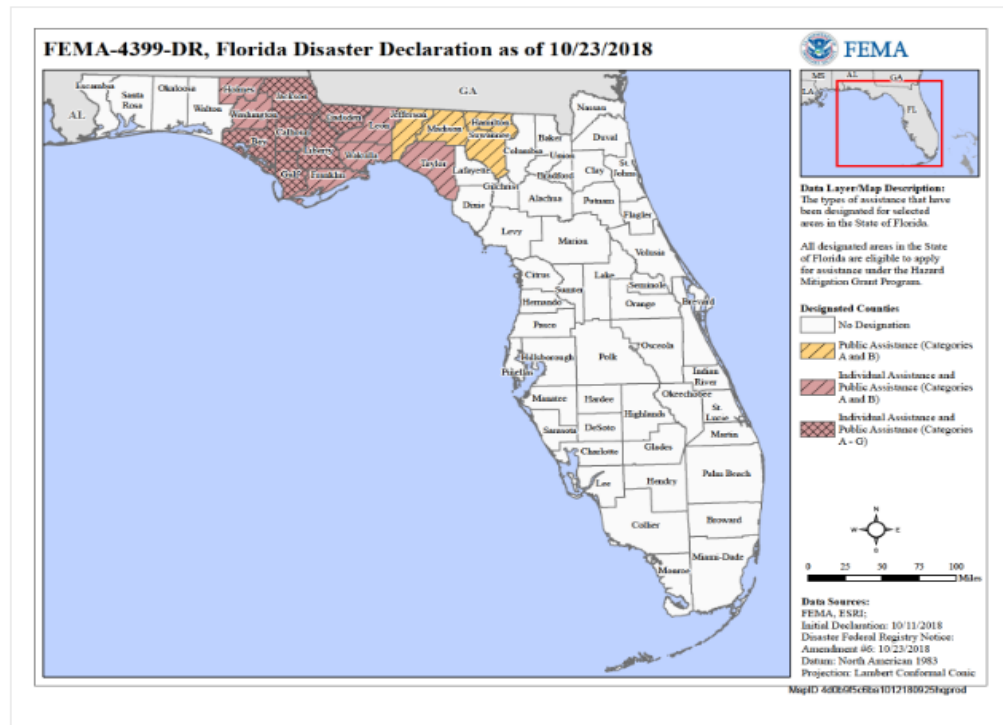 FEMA-4399-DR, Florida Disaster Declaration as of 10/23/2018
FEMA
GA
AL
Escambia
Santa
Rosa
Okaloosa
Walton
Holmes
Washington
Jackson
Bay
Calhoun
Gulf
Liberty
Franklin
Gadsden
Leon
Wakulla
Jefferson
Madison
Taylor
Hamilton
Suwannee
Lafayette
Columbia
Dixie
Gilchrist
Baker
Union
Bradford
Nassau
Duval
Clay
St.
Johns
Alachua
Putnam
Flagler
Levy
Marion
Volusia
Citrus
Sumter
Lake
Seminole
Hernando
Orange
Brevard
Pasco
Osceola
Hillsborough
Polk
Pinellas
Indian
River
Manatee
Hardee
Okeechobee
Highlands
St.
Lucie
Sarasota
DeSoto
Martin
Charlotte
Glades
Lee
Hendry
Palm Beach
Collier
Broward
Monroe
Miami-Dade
MS
AL
GA
LA
FL
Data Layer/Map Description:
The types of assistance that have
been designated for selected
areas in the State of Florida.
All designated areas in the State
of Florida are eligible to apply
for assistance under the Hazard
Mitigation Grant Program.
Designated Counties
No Designation
Public Assistance (Categories
A and B)
Individual Assistance and
Public Assistance (Categories
A and B)
Individual Assistance and
Public Assistance (Categories
A - G)
N
W
E
S
0 25 50 75 100
Miles
Data Sources:
FEMA, ESRI;
Initial Declaration: 10/11/2018
Disaster Federal Registry Notice:
Amendment #6: 10/23/2018
Datum: North American 1983
Projection: Lambert Conformal Conic
MapID 4d0b9f5c6ba1012180925hqprod